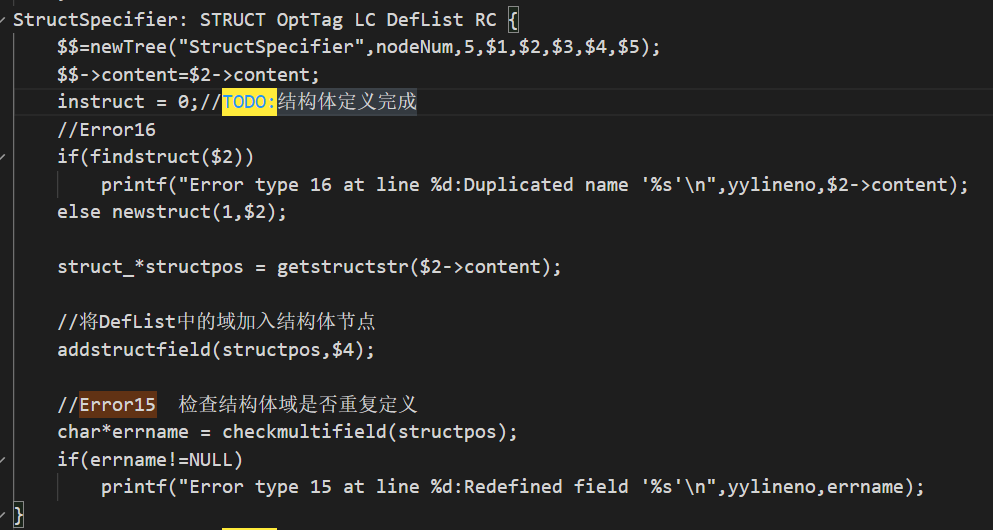 StructSpecifier: STRUCT OptTag LC DefList RC {
    $$=newTree("StructSpecifier",nodeNum,5,$1,$2,$3,$4,$5);
    $$->content=$2->content;
    instruct = 0;//TODO:结构体定义完成
    //Error16
    if(findstruct($2))
        printf("Error type 16 at line %d:Duplicated name '%s'\n",yylineno,$2->content);
    else newstruct(1,$2);
    struct_*structpos = getstructstr($2->content);
    //将DefList中的域加入结构体节点
    addstructfield(structpos,$4);
    //Error15  检查结构体域是否重复定义
    char*errname = checkmultifield(structpos);
    if(errname!=NULL)
        printf("Error type 15 at line %d:Redefined field '%s'\n",yylineno,errname);
}